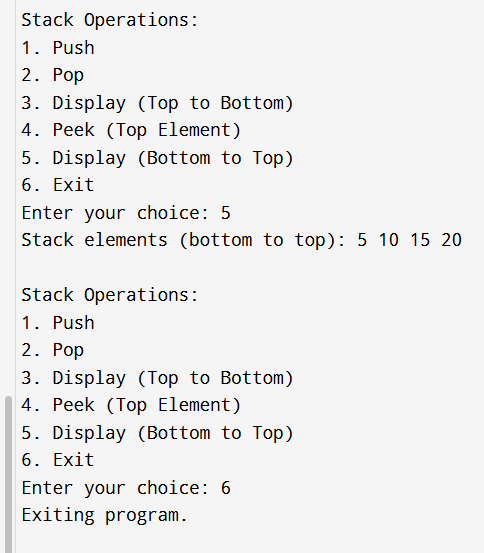 Stack Operations:
1. Push
2. Pop
3. Display (Top to Bottom)
4. Peek (Top Element)
5. Display (Bottom to Top)
6. Exit
Enter your choice: 5
Stack elements (bottom to top): 5 10 15 20
Stack Operations:
1. Push
2. Pop
3. Display (Top to Bottom)
4. Peek (Top Element)
5. Display (Bottom to Top)
6. Exit
Enter your choice: 6
Exiting program.